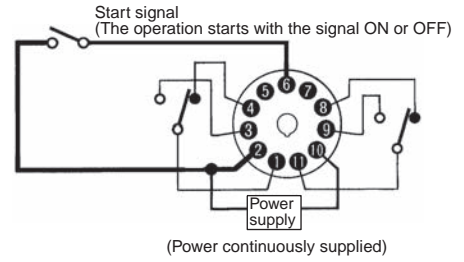 Start signal
(The operation starts with the signal ON or OFF)
5 6 7
4 8
3 9
2 10
1 11
Power
supply
(Power continuously supplied)